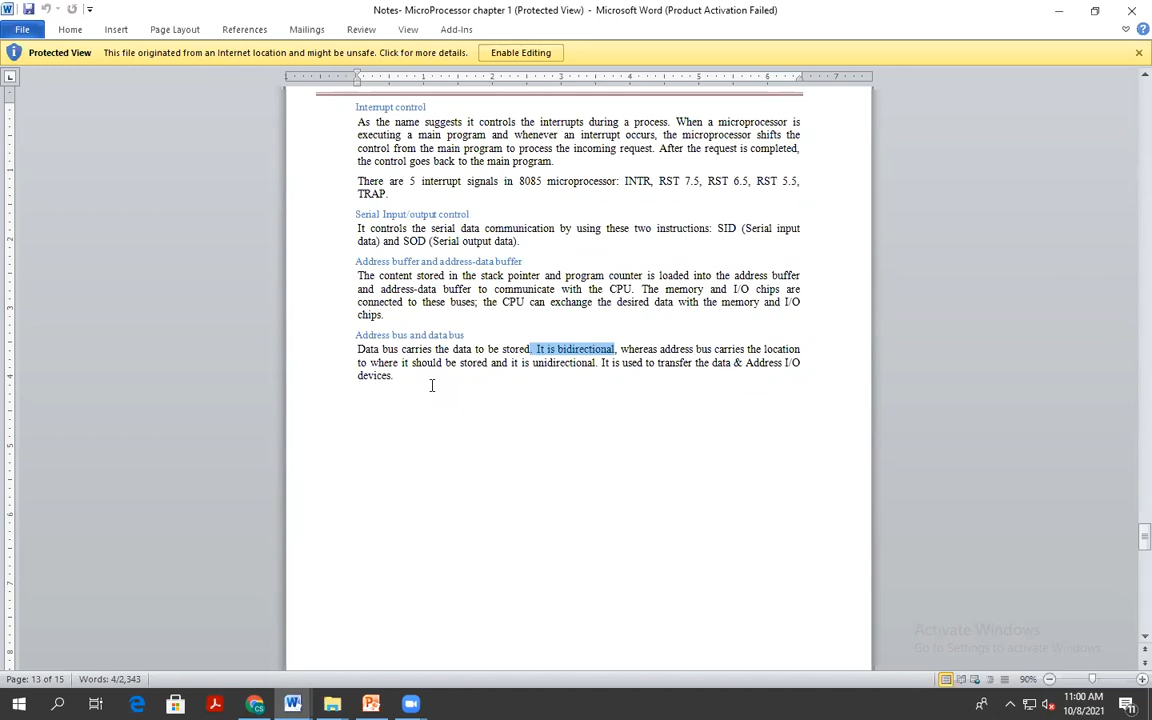 Notes- MicroProcessor chapter 1 (Protected View) - Microsoft Word (Product Activation Failed)
File Home Insert Page Layout References Mailings Review View Add-Ins
Protected View This file originated from an Internet location and might be unsafe. Click for more details. Enable Editing
1 1 2 3 4 5 6 7
Interrupt control
As the name suggests it controls the interrupts during a process. When a microprocessor is
executing a main program and whenever an interrupt occurs, the microprocessor shifts the
control from the main program to process the incoming request. After the request is completed,
the control goes back to the main program.
There are 5 interrupt signals in 8085 microprocessor: INTR, RST 7.5, RST 6.5, RST 5.5,
TRAP.
Serial Input/output control
It controls the serial data communication by using these two instructions: SID (Serial input
data) and SOD (Serial output data).
Address buffer and address-data buffer
The content stored in the stack pointer and program counter is loaded into the address buffer
and address-data buffer to communicate with the CPU. The memory and I/O chips are
connected to these buses; the CPU can exchange the desired data with the memory and I/O
chips.
Address bus and data bus
Data bus carries the data to be stored. It is bidirectional, whereas address bus carries the location
to where it should be stored and it is unidirectional. It is used to transfer the data & Address I/O
devices.
Activate Windows
Go to Settings to activate Windows.
Page: 13 of 15 Words: 4/2,343 90%
11:00 AM
10/8/2021
11